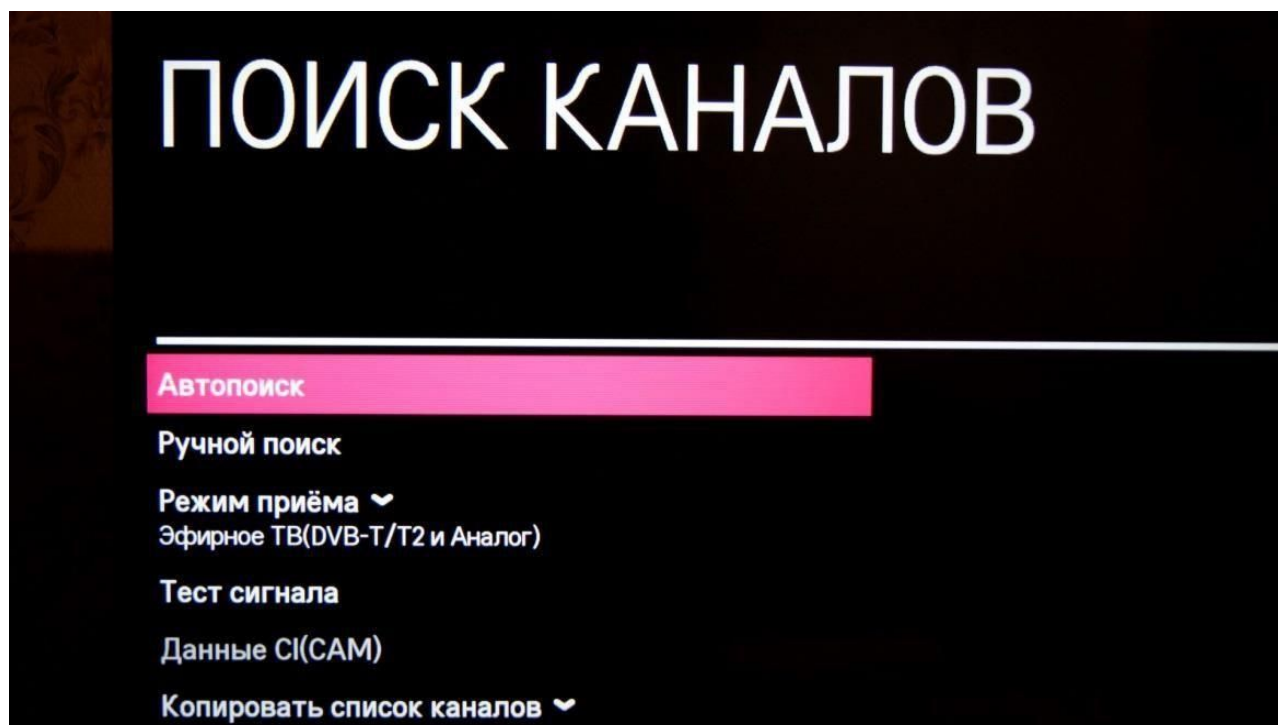 ПОИСК КАНАЛОВ
Автопоиск
Ручной поиск
Режим приёма
Эфирное ТВ(DVB-T/T2 и Аналог)
Тест сигнала
Данные CI(CAM)
Копировать список каналов